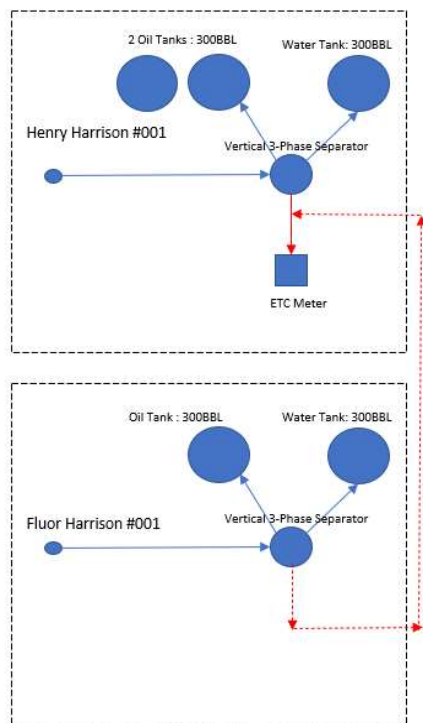 2 Oil Tanks : 300BBL
Water Tank: 300BBL
Henry Harrison #001
Vertical 3-Phase Separator
ETC Meter
Oil Tank : 300BBL
Water Tank: 300BBL
Fluor Harrison #001
Vertical 3-Phase Separator